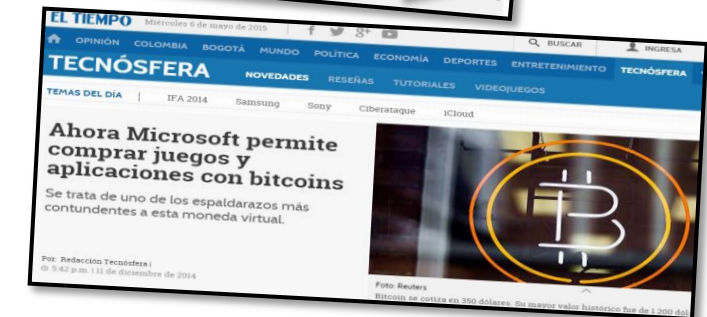 EL TIEMPO Miércoles 6 de mayo de 2015 BUSCAR INGRESA
OPINIÓN COLOMBIA BOGOTÁ MUNDO POLÍTICA ECONOMÍA DEPORTES ENTRETENIMIENTO TECNÓSFERA
TECNÓSFERA NOVEDADES RESEÑAS TUTORIALES VIDEOJUEGOS
TEMAS DEL DÍA | IFA 2014 Samsung Sony Ciberataque iCloud
Ahora Microsoft permite
comprar juegos y
aplicaciones con bitcoins
Se trata de uno de los espaldarazos más
contundentes a esta moneda virtual.
Por: Redacción Tecnósfera |
5:42 p.m. | 11 de diciembre de 2014
Foto: Reuters
Bitcoin se cotiza en 350 dólares. Su mayor valor histórico fue de 1.200